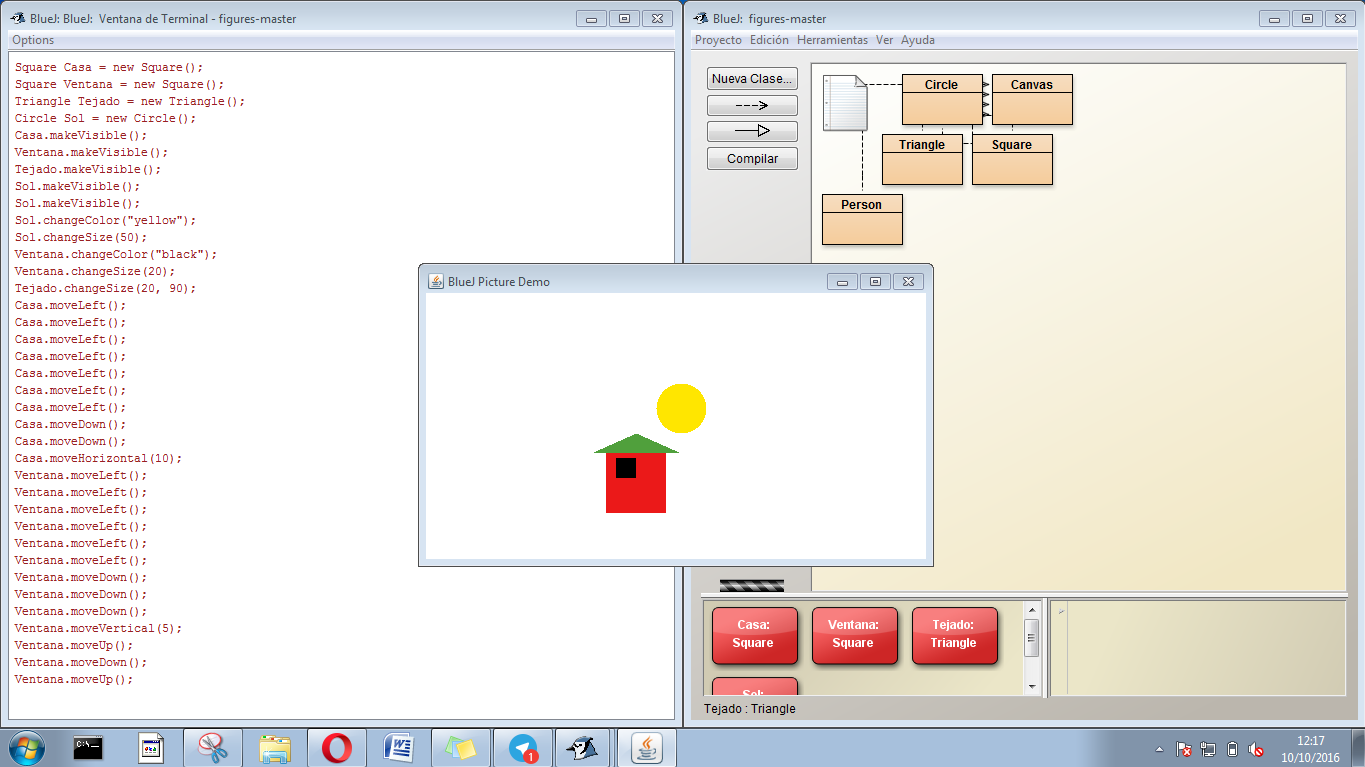 BlueJ: BlueJ:  Ventana de Terminal - figures-master
Options
Square Casa = new Square();
Square Ventana = new Square();
Triangle Tejado = new Triangle();
Circle Sol = new Circle();
Casa.makeVisible();
Ventana.makeVisible();
Tejado.makeVisible();
Sol.makeVisible();
Sol.makeVisible();
Sol.changeColor("yellow");
Sol.changeSize(50);
Ventana.changeColor("black");
Ventana.changeSize(20);
Tejado.changeSize(20, 90);
Casa.moveLeft();
Casa.moveLeft();
Casa.moveLeft();
Casa.moveLeft();
Casa.moveLeft();
Casa.moveLeft();
Casa.moveLeft();
Casa.moveDown();
Casa.moveDown();
Casa.moveHorizontal(10);
Ventana.moveLeft();
Ventana.moveLeft();
Ventana.moveLeft();
Ventana.moveLeft();
Ventana.moveLeft();
Ventana.moveLeft();
Ventana.moveDown();
Ventana.moveDown();
Ventana.moveDown();
Ventana.moveVertical(5);
Ventana.moveUp();
Ventana.moveDown();
Ventana.moveUp();
BlueJ:  figures-master
Proyecto Edición Herramientas Ver Ayuda
Nueva Clase...
Compilar
Circle
Canvas
Triangle
Square
Person
BlueJ Picture Demo
Casa:
Square
Ventana:
Square
Tejado:
Triangle
Sol:
Tejado : Triangle
C:\
1
12:17
10/10/2016